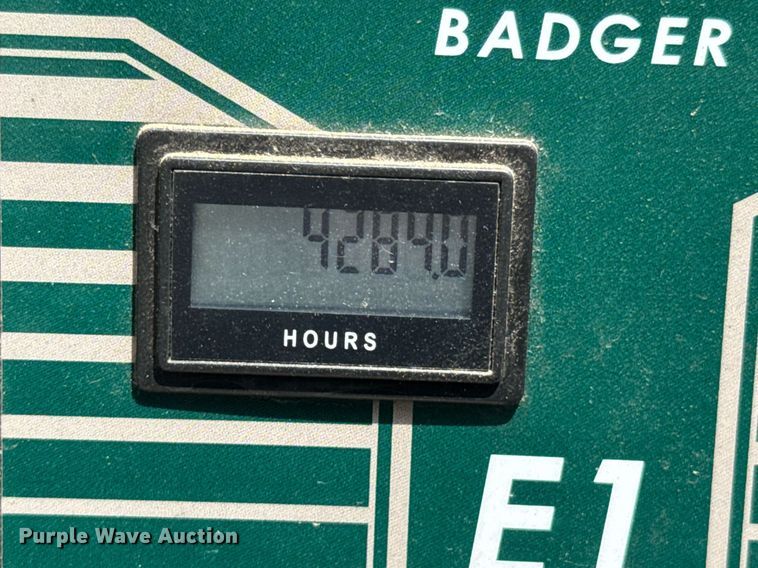 BADGER
4284.0
HOURS
E1
Purple Wave Auction